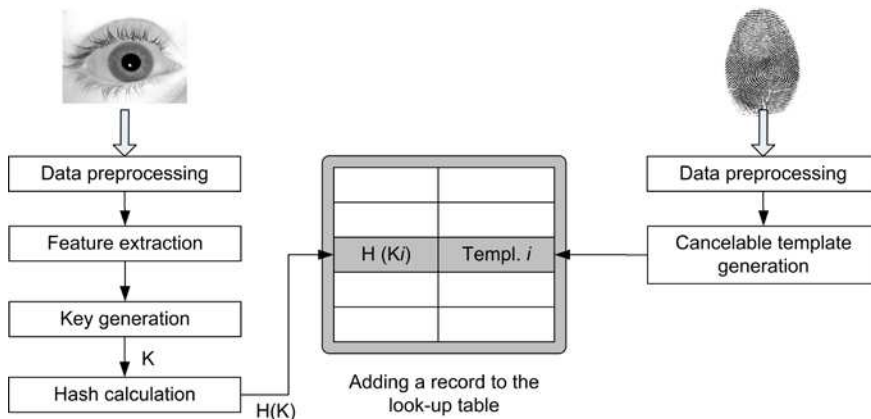 Data preprocessing
Feature extraction
Key generation
K
Hash calculation
H(K)
H (Ki)
Templ. i
Adding a record to the
look-up table
Data preprocessing
Cancelable template
generation